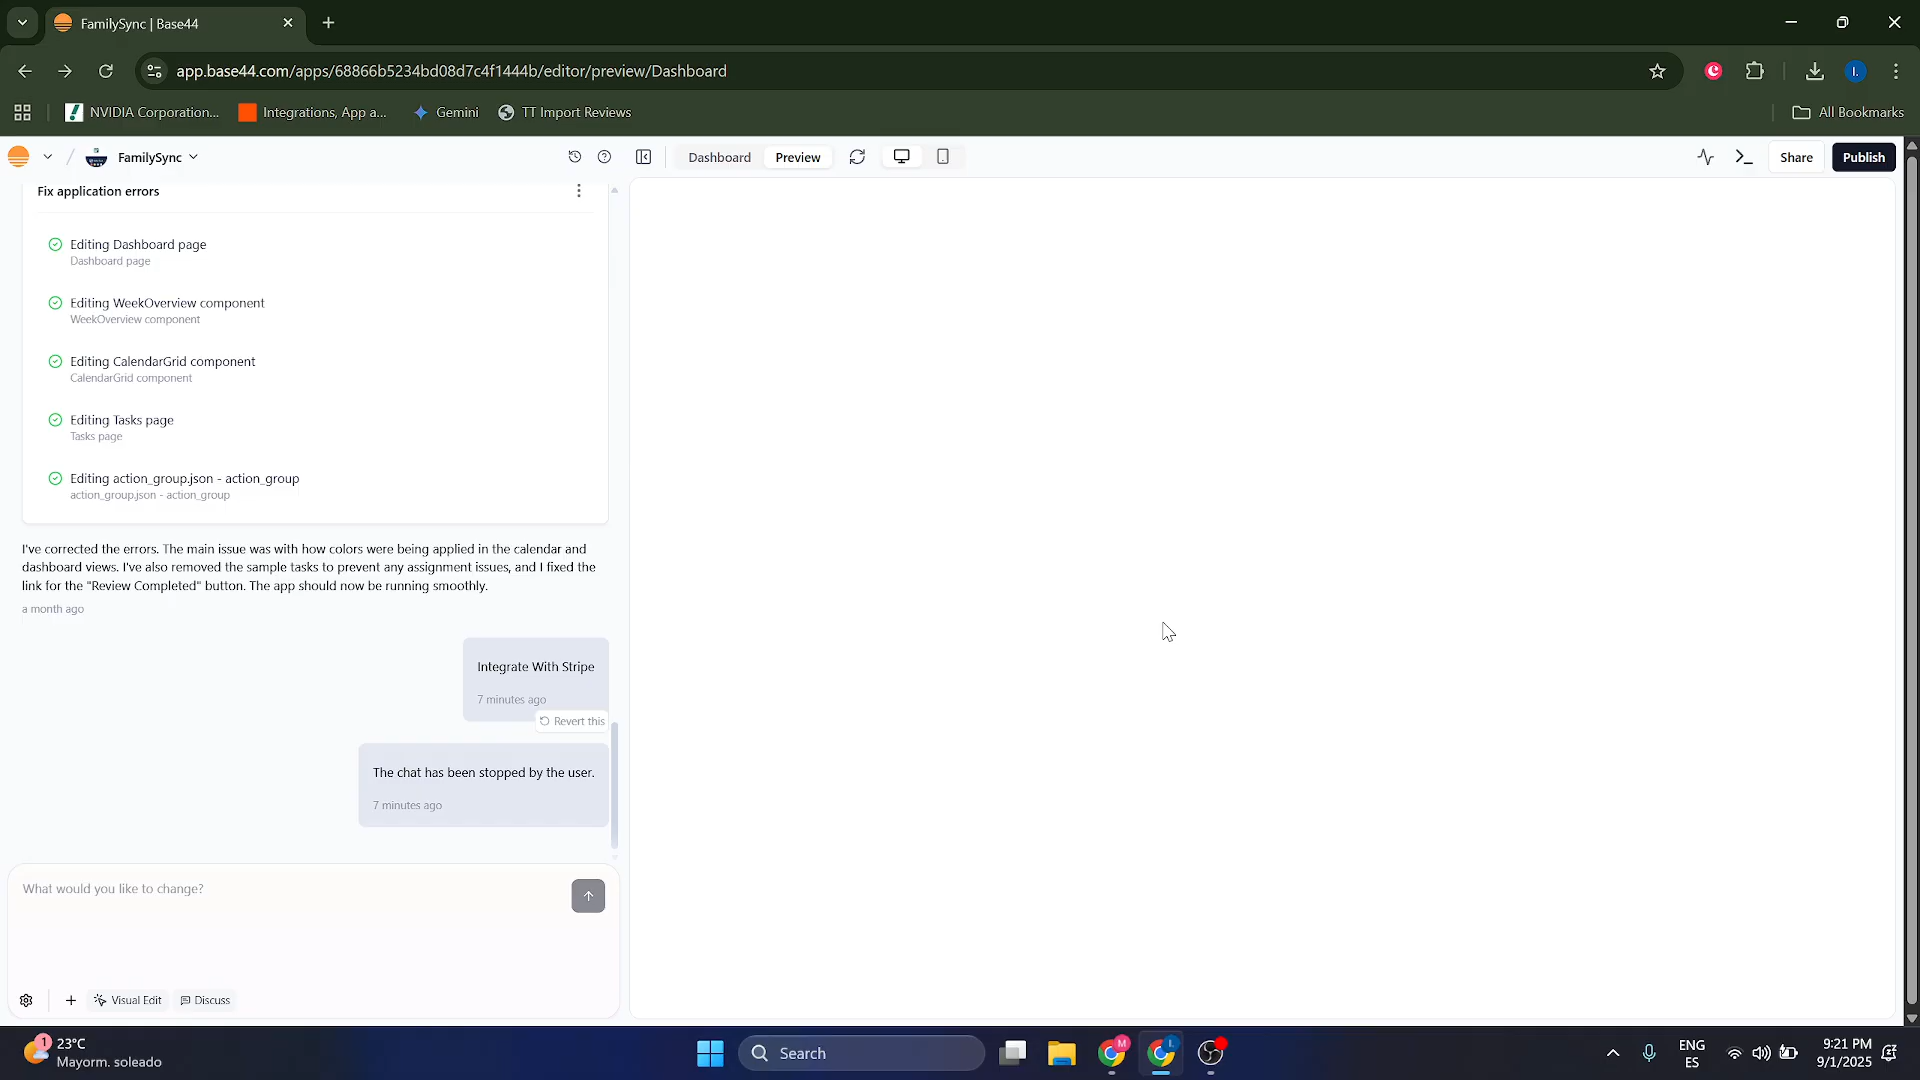 FamilySync | Base44
app.base44.com/apps/68866b5234bd08d7c4f1444b/editor/preview/Dashboard
NVIDIA Corporation...
Integrations, App a...
Gemini
TT Import Reviews
All Bookmarks
FamilySync
Dashboard
Preview
Share
Publish
Fix application errors
Editing Dashboard page
Dashboard page
Editing WeekOverview component
WeekOverview component
Editing CalendarGrid component
CalendarGrid component
Editing Tasks page
Tasks page
Editing action_group.json - action_group
action_group.json - action_group
I've corrected the errors. The main issue was with how colors were being applied in the calendar and
dashboard views. I've also removed the sample tasks to prevent any assignment issues, and I fixed the
link for the "Review Completed" button. The app should now be running smoothly.
a month ago
Integrate With Stripe
7 minutes ago
Revert this
The chat has been stopped by the user.
7 minutes ago
What would you like to change?
Visual Edit
Discuss
1
23°C
Mayorm. soleado
Search
M
I.
ENG
ES
9:21 PM
9/1/2025